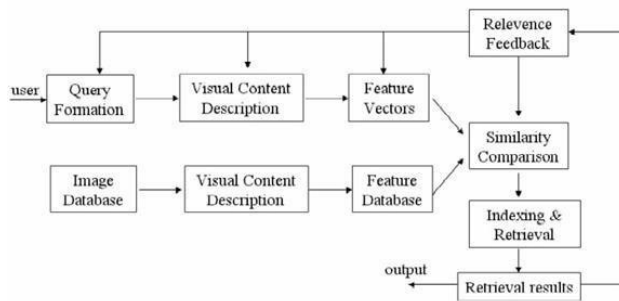 Relevence
Feedback
user
Query
Formation
Visual Content
Description
Feature
Vectors
Similarity
Comparison
Image
Database
Visual Content
Description
Feature
Database
Indexing &
Retrieval
output
Retrieval results